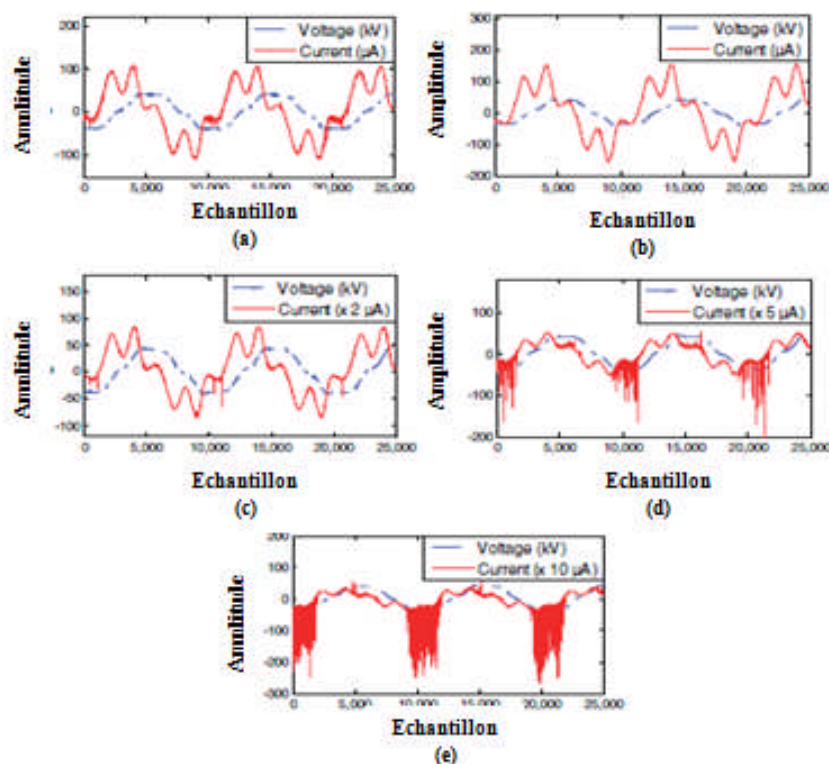 200
Voltage (kV)
Current (µA)
100
0
-100
0 5,000 10,000 15,000 20,000 25,000
Amplitude
Echantillon
(a)
300
Voltage (kV)
200
Current (µA)
100
0
-100
-200
0 5,000 10,000 15,000 20,000 25,000
Amplitude
Echantillon
(b)
150
Voltage (kV)
100
Current (x 2 µA)
50
0
-50
-100
0 5,000 10,000 15,000 20,000 25,000
Amplitude
Echantillon
(c)
Voltage (kV)
100
Current (x 5 µA)
0
-100
-200
0 5,000 10,000 15,000 20,000 25,000
Amplitude
Echantillon
(d)
200
Voltage (kV)
100
Current (x 10 µA)
0
-100
-200
-300
0 5,000 10,000 15,000 20,000 25,000
Amplitude
Echantillon
(e)